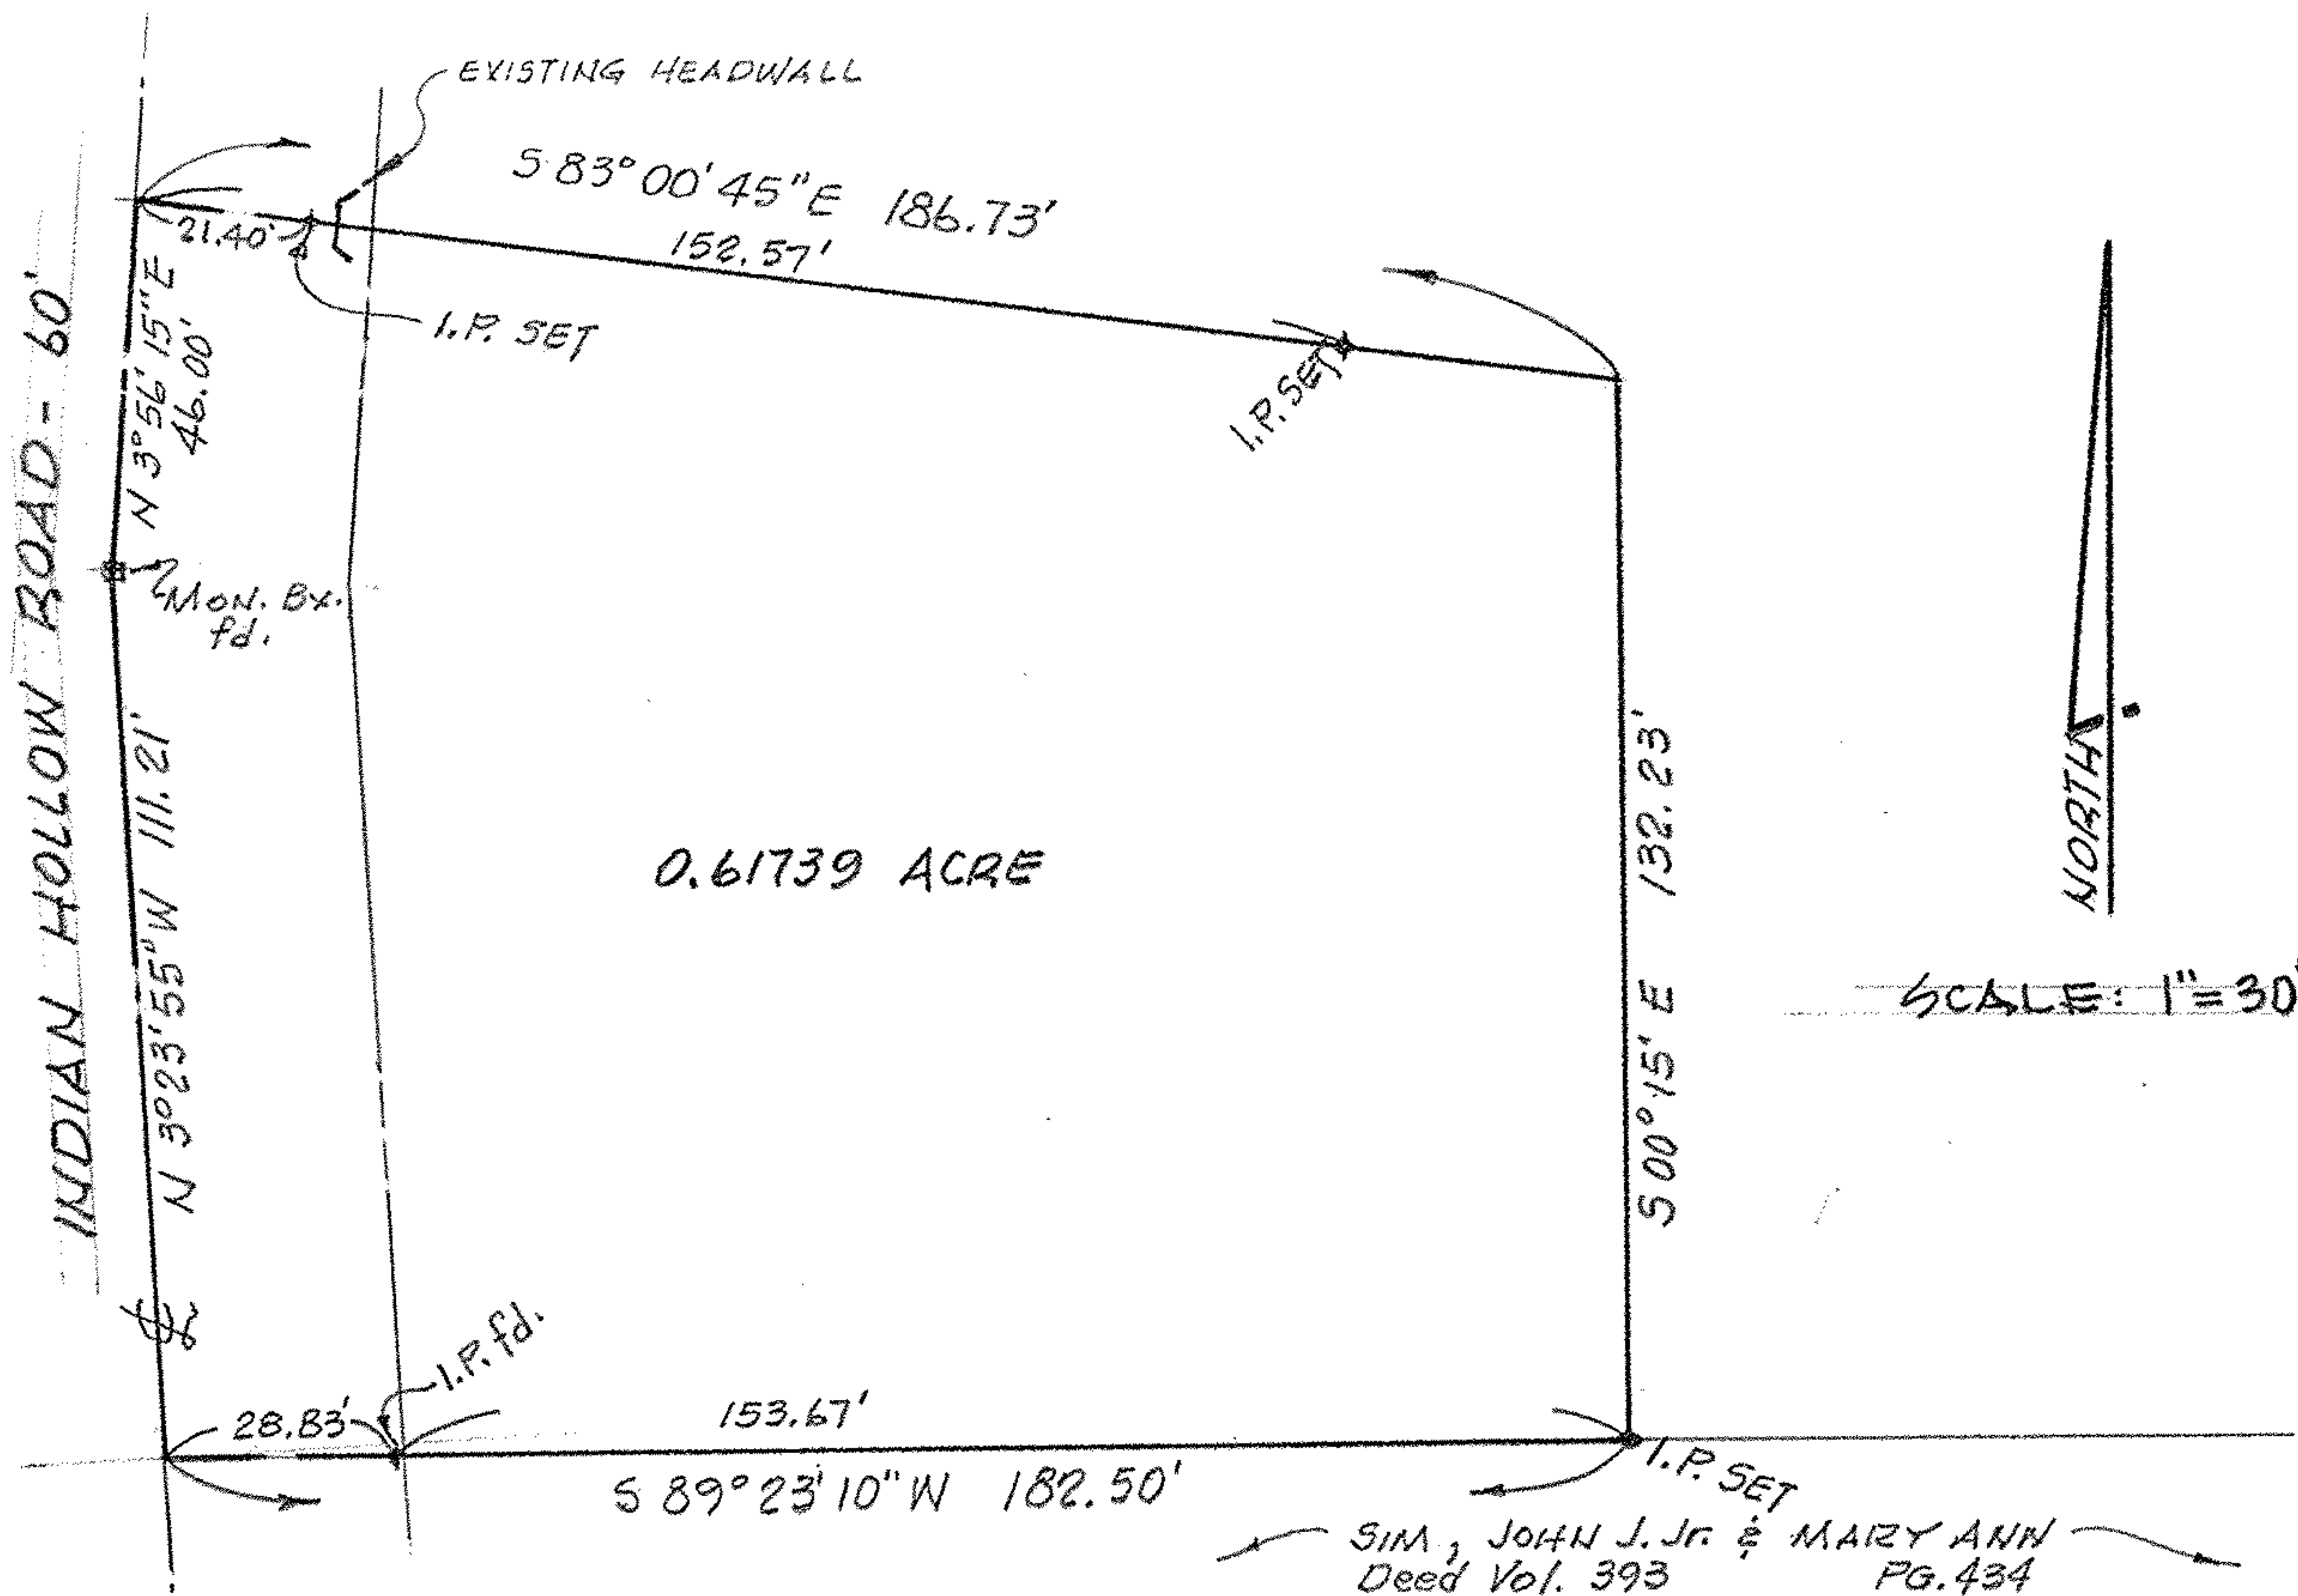 EXISTING HEADWALL
S 83° 00' 45" E 186.73'
21.40'
152.57'
I.P. SET
I.P. SET
N 3° 56' 15" E
46.00'
INDIAN HOLLOW ROAD - 60'
Mon. Bx.
fd.
N 3° 23' 55" W 111.21'
0.61739 ACRE
S 00° 15' E 132.23'
NORTH
SCALE: 1"=30'
I.P. fd.
28.83'
153.67'
S 89° 23' 10" W 182.50'
I.P. SET
SIM, JOHN J. Jr. & MARY ANN
Deed Vol. 393 PG. 434